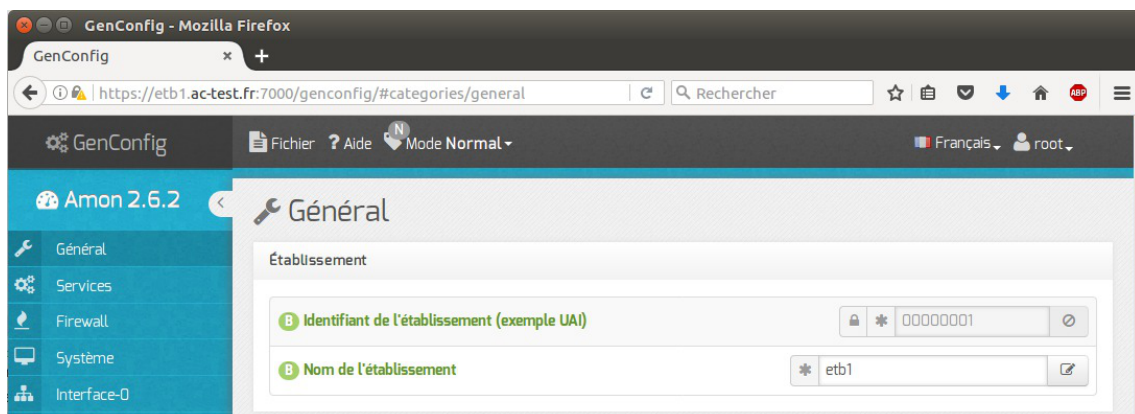 GenConfig - Mozilla Firefox
GenConfig
https://etb1.ac-test.fr:7000/genconfig/#categories/general
Rechercher
ABP
GenConfig
Fichier ? Aide N Mode Normal
Français root
Amon 2.6.2
Général
Services
Firewall
Système
Interface-0
Général
Établissement
B Identifiant de l'établissement (exemple UAI)
00000001
B Nom de l'établissement
etb1